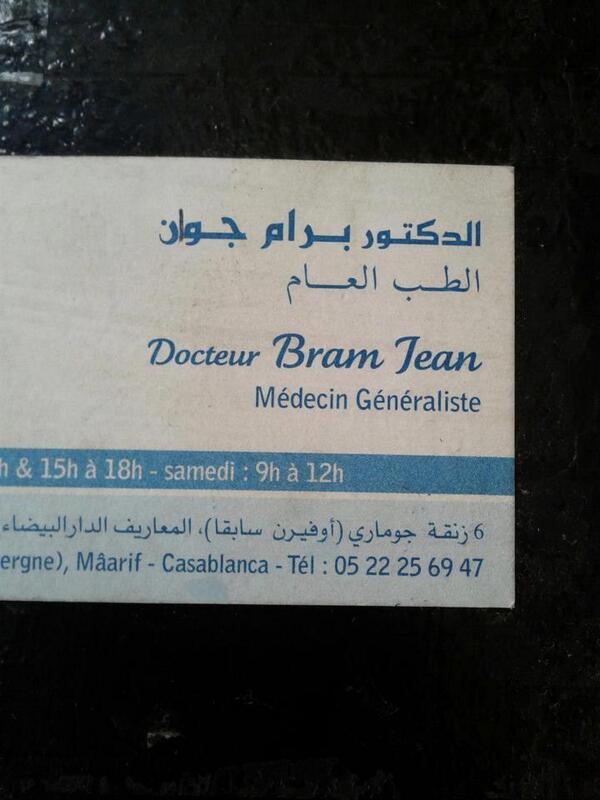 الدكتور برام جوان
الطب العام
Docteur Bram Jean
Médecin Généraliste
h & 15h à 18h - samedi : 9h à 12h
6 زنقة جوماري (أوفيرن سابقا)، المعاريف الدارالبيضاء
ergne), Mâarif - Casablanca - Tél : 05 22 25 69 47